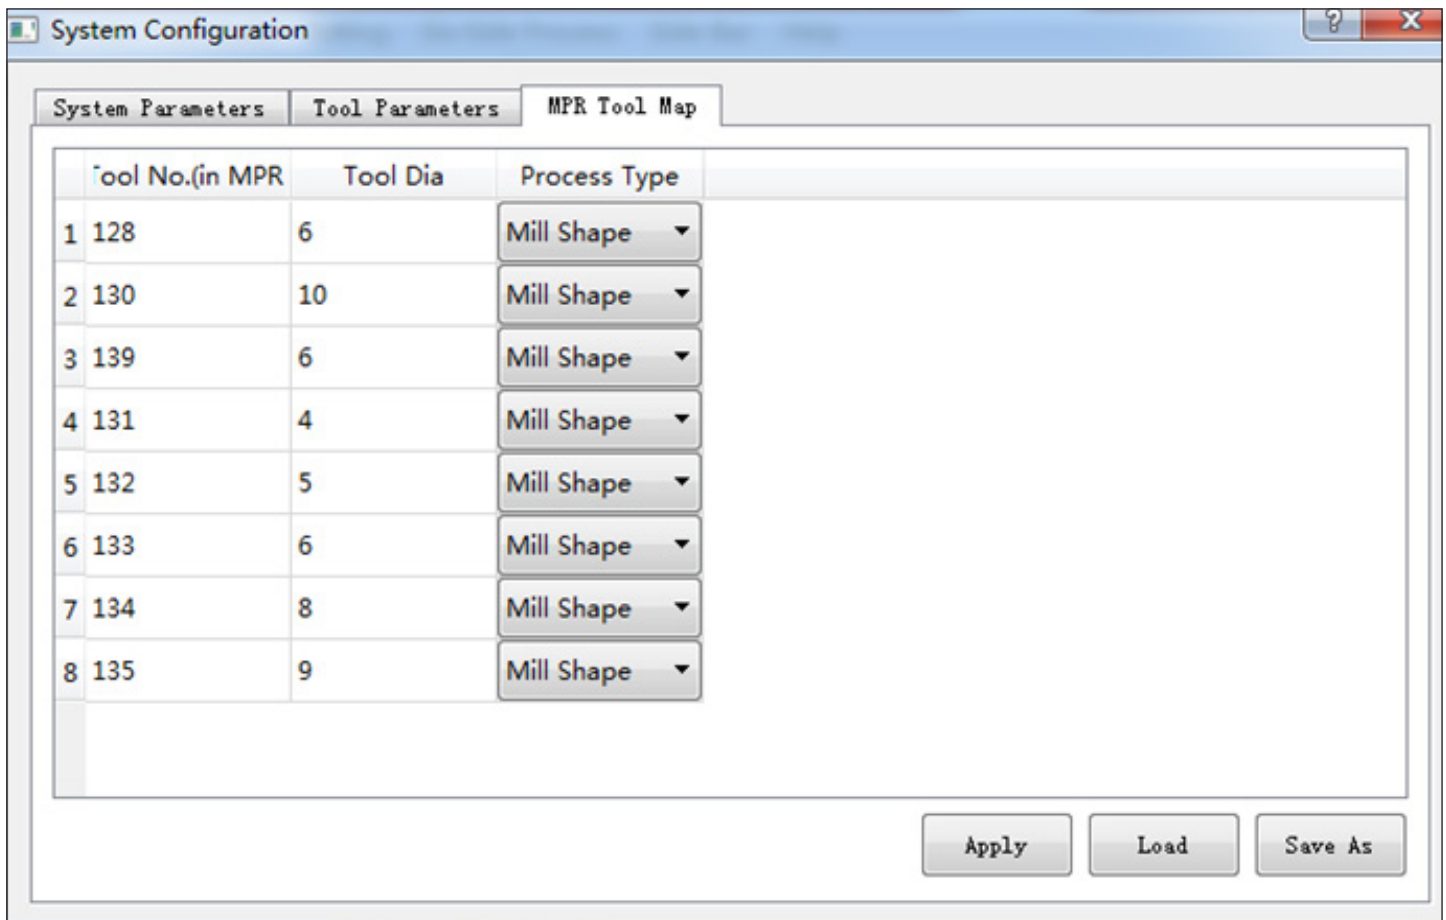 System Configuration
System Parameters Tool Parameters MPR Tool Map
Tool No.(in MPR Tool Dia Process Type
1 128 6 Mill Shape
2 130 10 Mill Shape
3 139 6 Mill Shape
4 131 4 Mill Shape
5 132 5 Mill Shape
6 133 6 Mill Shape
7 134 8 Mill Shape
8 135 9 Mill Shape
Apply Load Save As